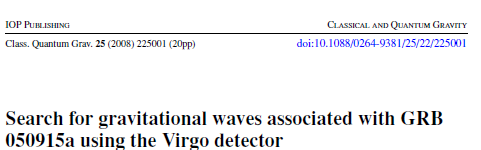 IOP PUBLISHING CLASSICAL AND QUANTUM GRAVITY
Class. Quantum Grav. 25 (2008) 225001 (20pp) doi:10.1088/0264-9381/25/22/225001
Search for gravitational waves associated with GRB
050915a using the Virgo detector